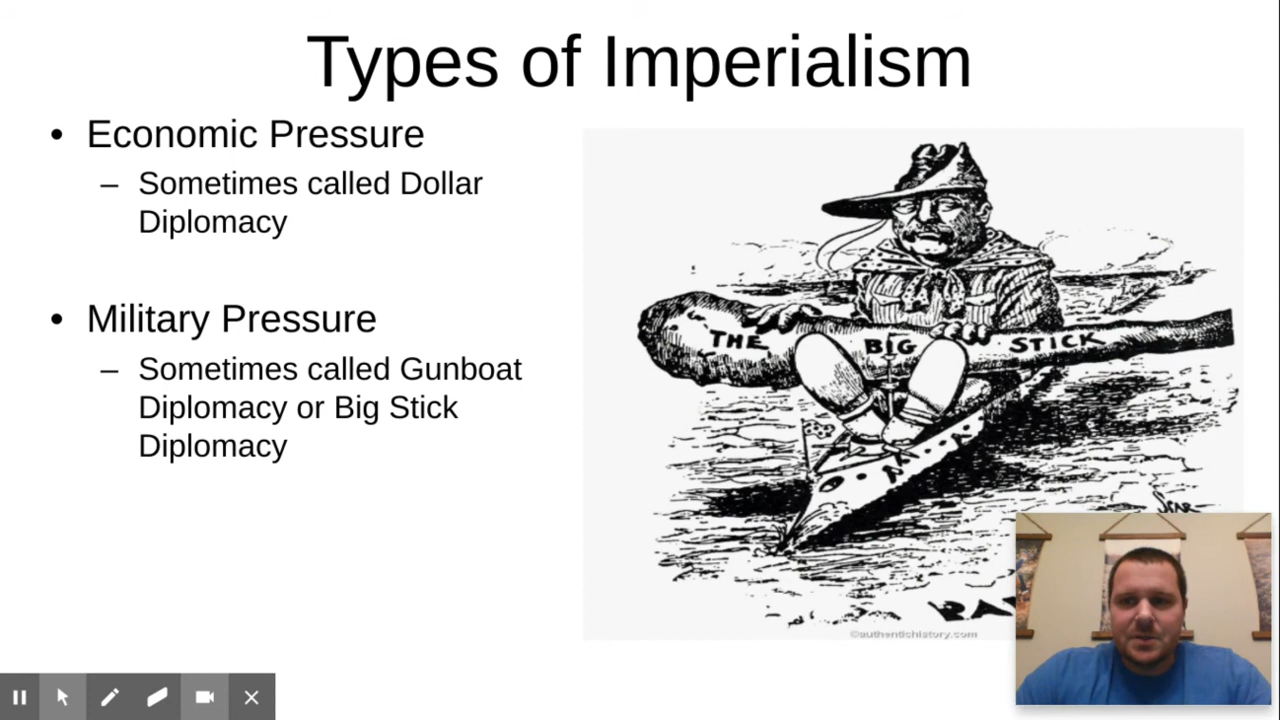 Types of Imperialism
• Economic Pressure
– Sometimes called Dollar
Diplomacy
• Military Pressure
– Sometimes called Gunboat
Diplomacy or Big Stick
Diplomacy
THE BIG STICK
©authentichistory.com